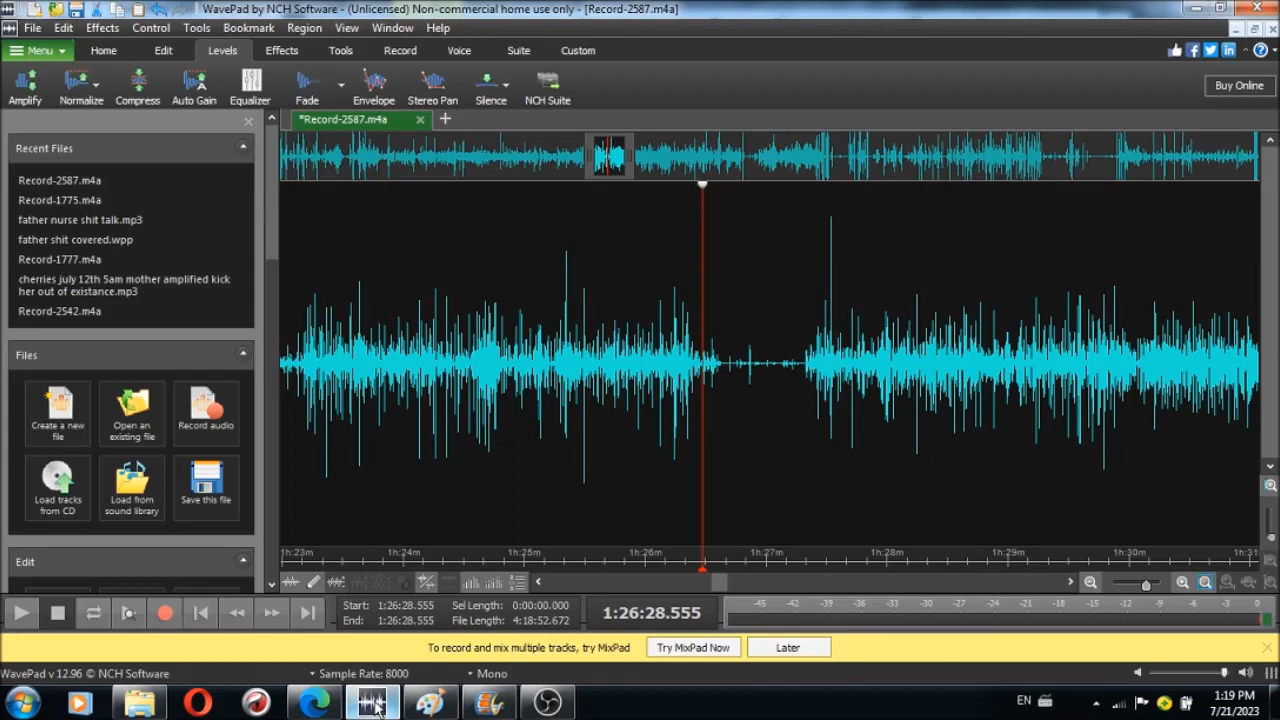 WavePad by NCH Software - (Unlicensed) Non-commercial home use only - [Record-2587.m4a]
File Edit Effects Control Tools Bookmark Region View Window Help
Menu Home Edit Levels Effects Tools Record Voice Suite Custom
Amplify Normalize Compress Auto Gain Equalizer Fade Envelope Stereo Pan Silence NCH Suite Buy Online
*Record-2587.m4a
Recent Files
Record-2587.m4a
Record-1775.m4a
father nurse shit talk.mp3
father shit covered.wpp
Record-1777.m4a
cherries july 12th 5am mother amplified kick
her out of existance.mp3
Record-2542.m4a
Files
Create a new
file
Open an
existing file
Record audio
Load tracks
from CD
Load from
sound library
Save this file
Edit
1h:23m 1h:24m 1h:25m 1h:26m 1h:27m 1h:28m 1h:29m 1h:30m 1h:31
Start: 1:26:28.555 Sel Length: 0:00:00.000
End: 1:26:28.555 File Length: 4:18:52.672
1:26:28.555
-45 -42 -39 -36 -33 -30 -27 -24 -21 -18 -15 -12 -9 -6 -3 0
To record and mix multiple tracks, try MixPad Try MixPad Now Later
WavePad v 12.96 © NCH Software Sample Rate: 8000 Mono
EN
1:19 PM
7/21/2023